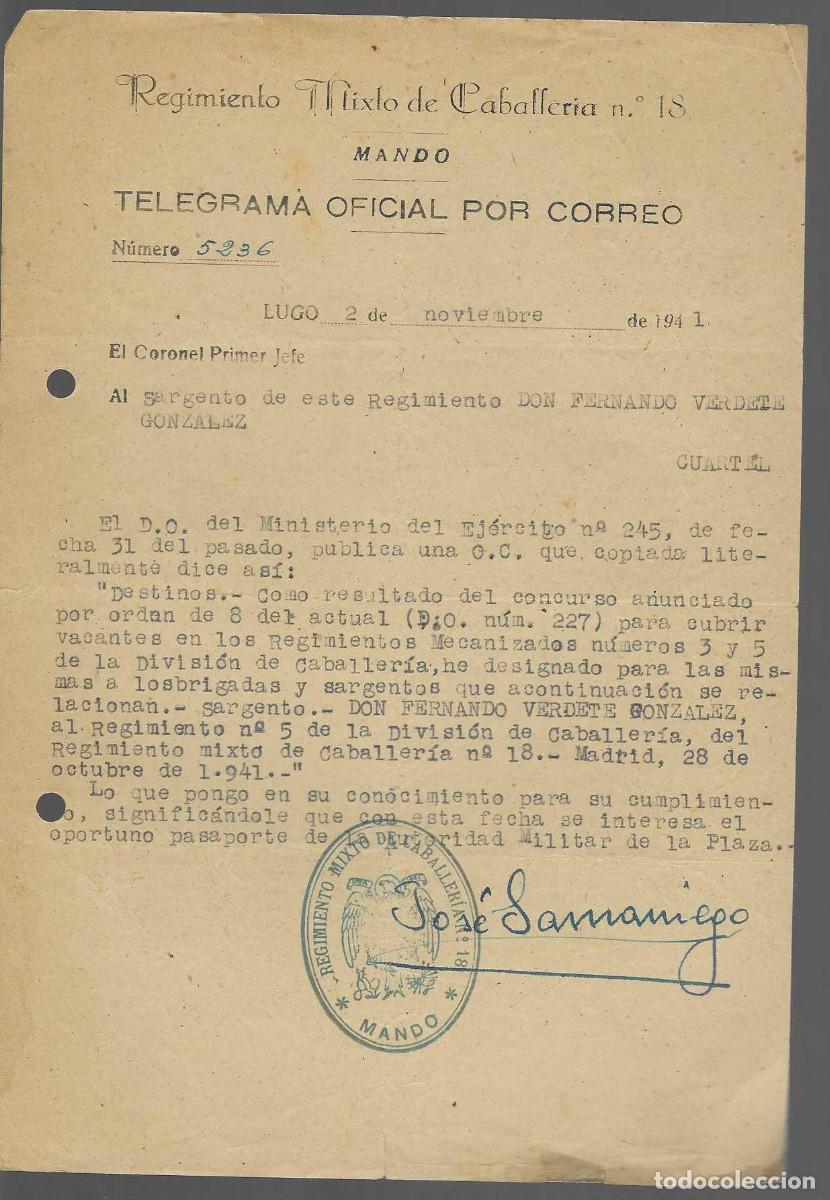 Regimiento Mixto de Caballeria n.º 18
MANDO
TELEGRAMA OFICIAL POR CORREO
Número 5236
LUGO 2 de noviembre de 1941
El Coronel Primer Jefe
Al Sargento de este Regimiento DON FERNANDO VERDETE
GONZALEZ
CUARTEL
El D.O. del Ministerio del Ejército nº 245, de fe-
cha 31 del pasado, publica una O.C. que copiada lite-
ralmente dice así:
"Destinos.- Como resultado del concurso anunciado
por ordan de 8 del actual (D.O. núm. 227) para cubrir
vacantes en los Regimientos Mecanizados números 3 y 5
de la División de Caballería,he designado para las mis-
mas a losbrigadas y sargentos que acontinuación se re-
lacionan.- Sargento.- DON FERNANDO VERDETE GONZALEZ,
al Regimiento nº 5 de la División de Caballería, del
Regimiento mixto de Caballería nº 18.- Madrid, 28 de
octubre de 1.941.-"
Lo que pongo en su conocimiento para su cumplimien-
o, significándole que con esta fecha se interesa el
oportuno pasaporte de la Autoridad Militar de la Plaza.-
José Samaniego
REGIMIENTO MIXTO DE CABALLERÍA Nº 18
* MANDO *
todocoleccion